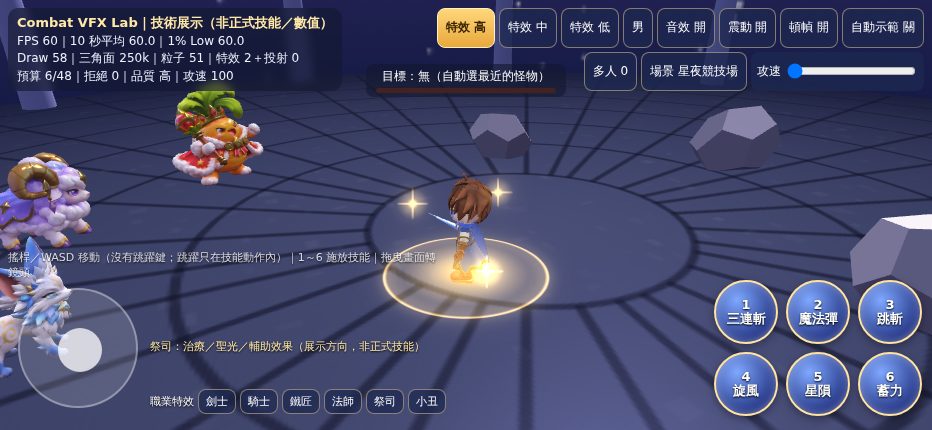 Combat VFX Lab｜技術展示（非正式技能／數值）
FPS 60｜10 秒平均 60.0｜1% Low 60.0
Draw 58｜三角面 250k｜粒子 51｜特效 2＋投射 0
預算 6/48｜拒絕 0｜品質 高｜攻速 100
特效 高
特效 中
特效 低
男
音效 開
震動 開
頓幀 開
自動示範 關
多人 0
場景 星夜競技場
攻速
目標：無（自動選最近的怪物）
搖桿／WASD 移動（沒有跳躍鍵；跳躍只在技能動作內）｜1~6 施放技能｜拖曳畫面轉
鏡頭
祭司：治療／聖光／輔助效果（展示方向，非正式技能）
職業特效
劍士
騎士
鐵匠
法師
祭司
小丑
1
三連斬
2
魔法彈
3
跳斬
4
旋風
5
星隕
6
蓄力